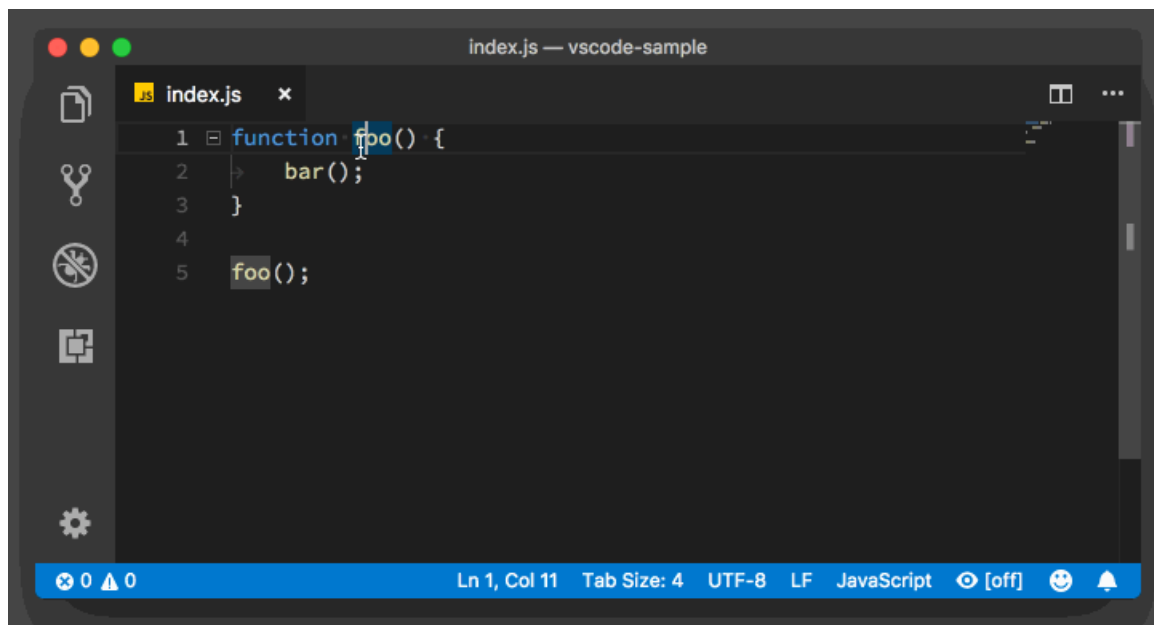 index.js — vscode-sample
JS index.js ×
1 function foo() {
2 bar();
3 }
4
5 foo();
0 0 Ln 1, Col 11 Tab Size: 4 UTF-8 LF JavaScript [off]